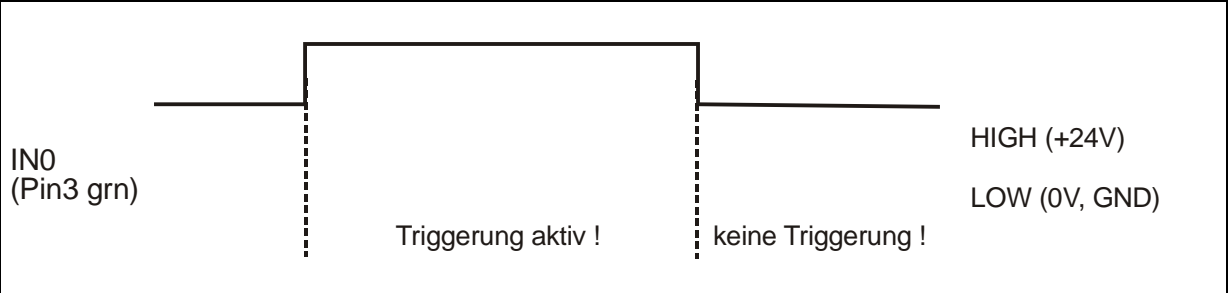 HIGH (+24V)
IN0
(Pin3 grn)
LOW (0V, GND)
Triggerung aktiv !
keine Triggerung !